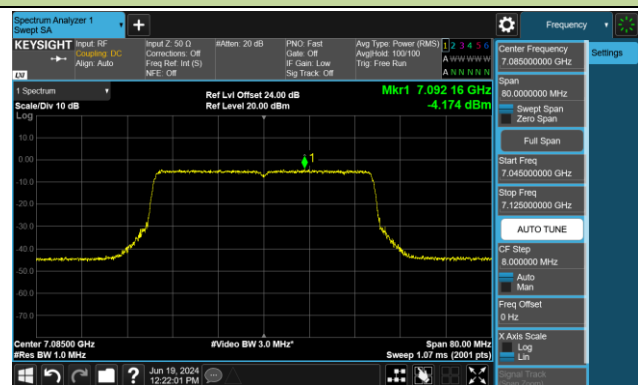 Spectrum Analyzer 1
Swept SA
Frequency
KEYSIGHT
Input: RF
Coupling: DC
Align: Auto
Input Z: 50 Ω
Corrections: Off
Freq Ref: Int (S)
NFE: Off
#Atten: 20 dB
PNO: Fast
Gate: Off
IF Gain: Low
Sig Track: Off
Avg Type: Power (RMS)
Avg|Hold: 100/100
Trig: Free Run
1 2 3 4 5 6
A W W W W W
A N N N N N
LXI
1 Spectrum
Scale/Div 10 dB
Ref Lvl Offset 24.00 dB
Ref Level 20.00 dBm
Mkr1 7.092 16 GHz
-4.174 dBm
Log
10.0
0.00
-10.0
-20.0
-30.0
-40.0
-50.0
-60.0
-70.0
1
Center 7.08500 GHz
#Res BW 1.0 MHz
#Video BW 3.0 MHz*
Span 80.00 MHz
Sweep 1.07 ms (2001 pts)
Center Frequency
7.085000000 GHz
Settings
Span
80.0000000 MHz
Swept Span
Zero Span
Full Span
Start Freq
7.045000000 GHz
Stop Freq
7.125000000 GHz
AUTO TUNE
CF Step
8.000000 MHz
Auto
Man
Freq Offset
0 Hz
X Axis Scale
Log
Lin
Signal Track
(Span Zoom)
Jun 19, 2024
12:22:01 PM